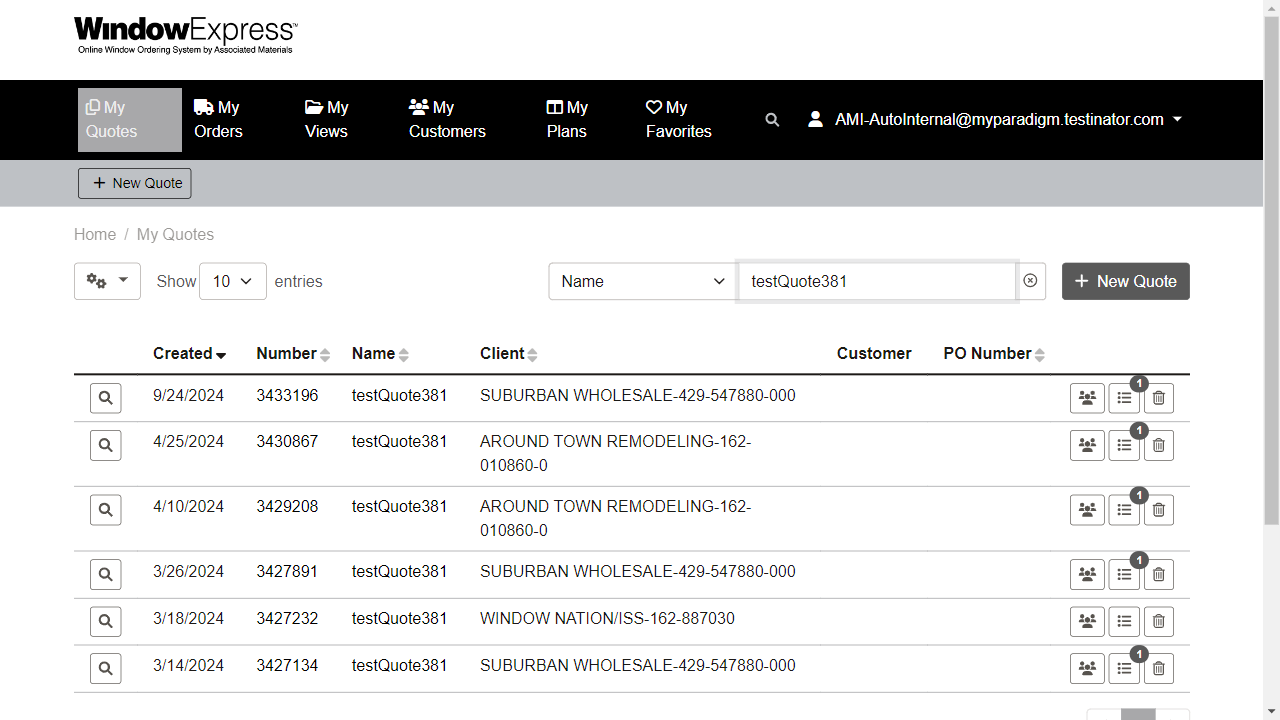 WindowExpress™
Online Window Ordering System by Associated Materials
My Quotes
My Orders
My Views
My Customers
My Plans
My Favorites
AMI-AutoInternal@myparadigm.testinator.com
New Quote
Home / My Quotes
Show 10 entries
Name
testQuote381
New Quote
Created Number Name Client Customer PO Number
9/24/2024 3433196 testQuote381 SUBURBAN WHOLESALE-429-547880-000 1
4/25/2024 3430867 testQuote381 AROUND TOWN REMODELING-162- 1
010860-0
4/10/2024 3429208 testQuote381 AROUND TOWN REMODELING-162- 1
010860-0
3/26/2024 3427891 testQuote381 SUBURBAN WHOLESALE-429-547880-000 1
3/18/2024 3427232 testQuote381 WINDOW NATION/ISS-162-887030
3/14/2024 3427134 testQuote381 SUBURBAN WHOLESALE-429-547880-000 1